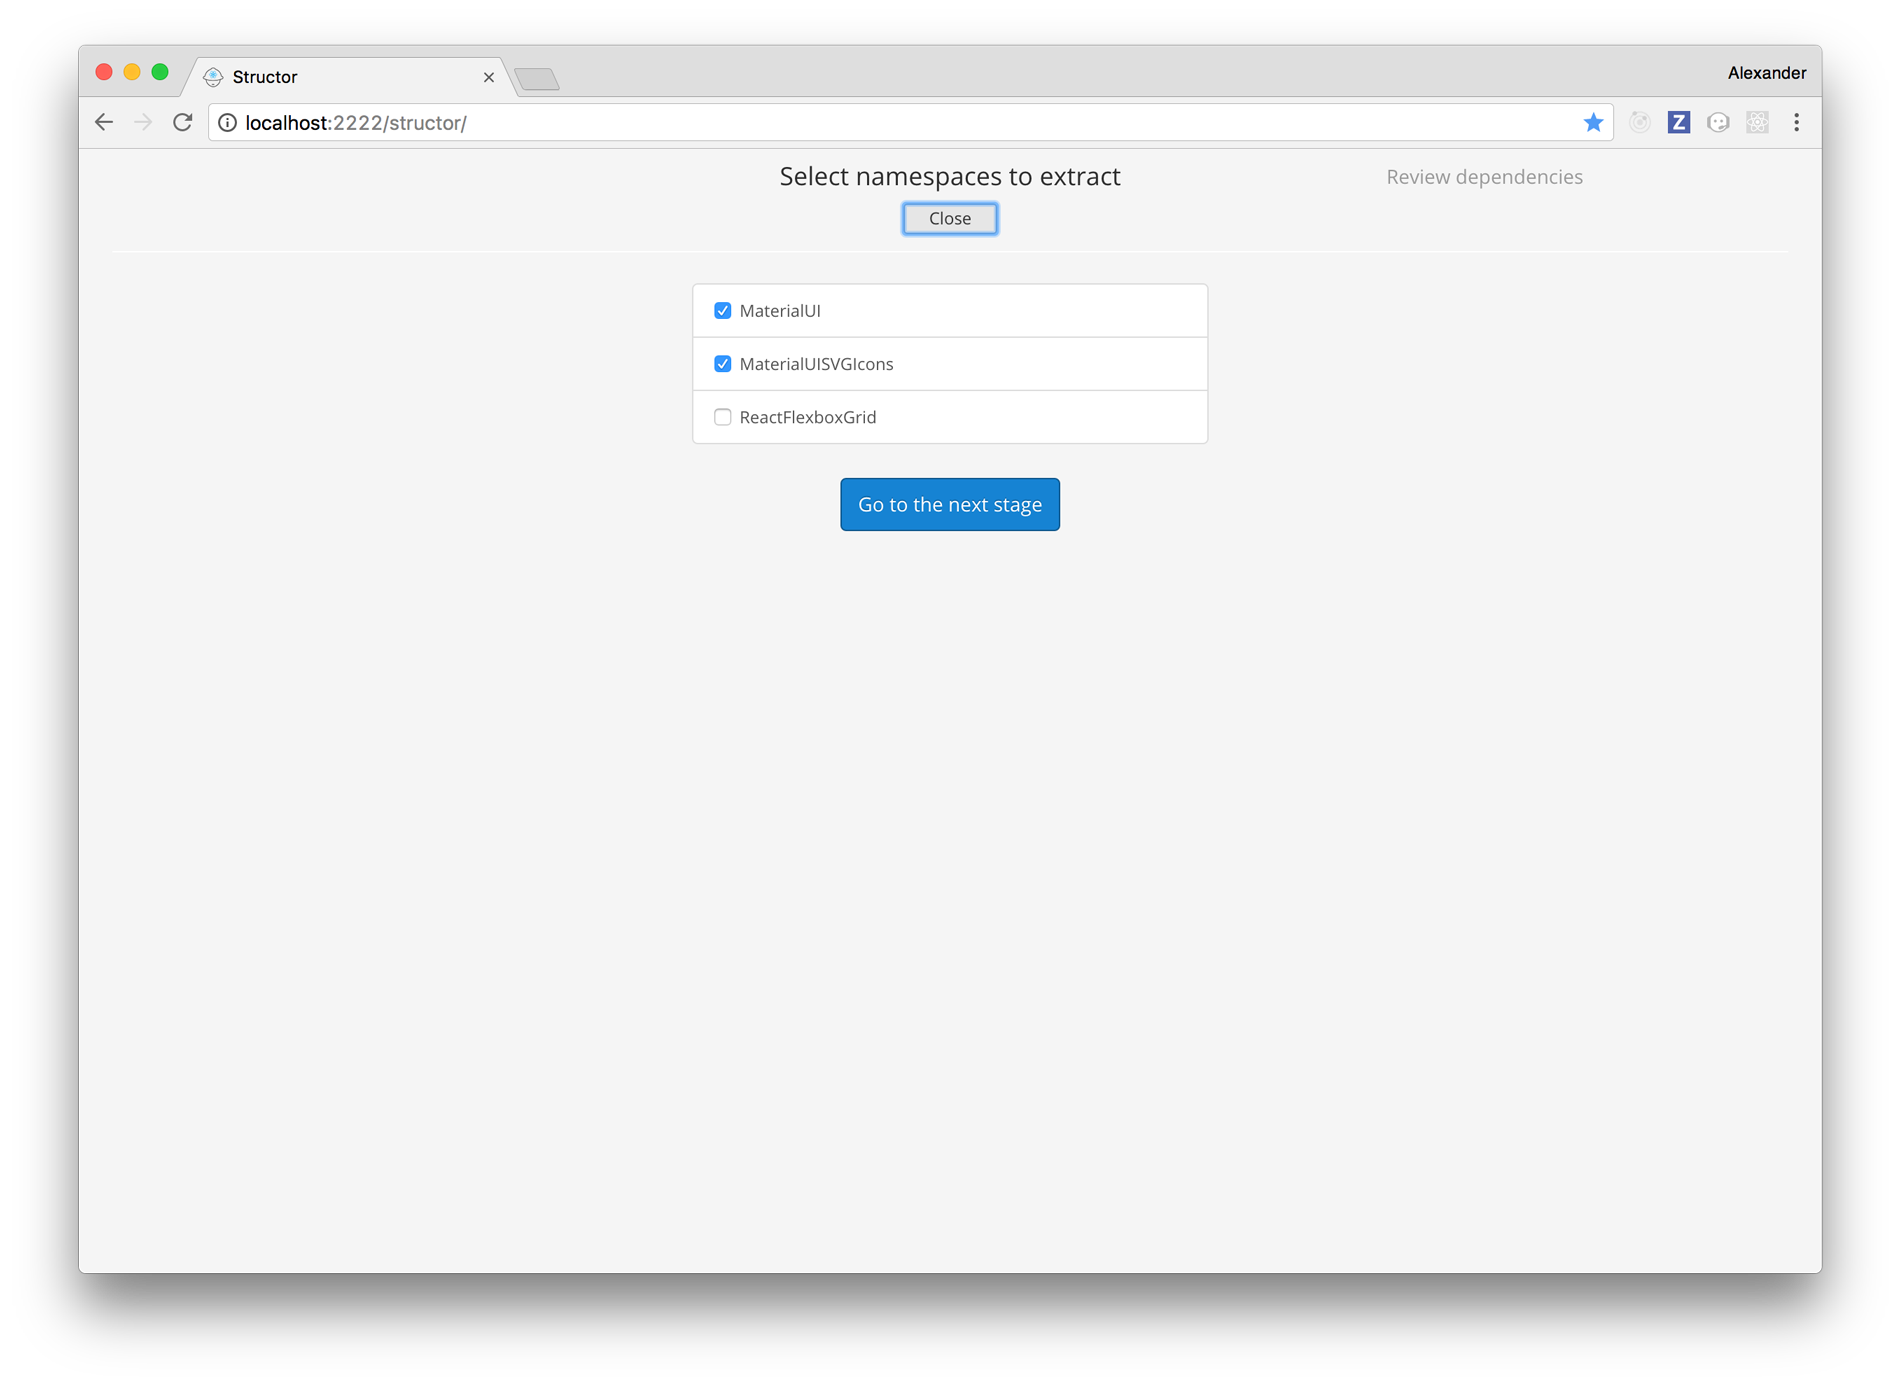 Structor
Alexander
localhost:2222/structor/
Z
Select namespaces to extract
Review dependencies
Close
MaterialUI
MaterialUISVGIcons
ReactFlexboxGrid
Go to the next stage